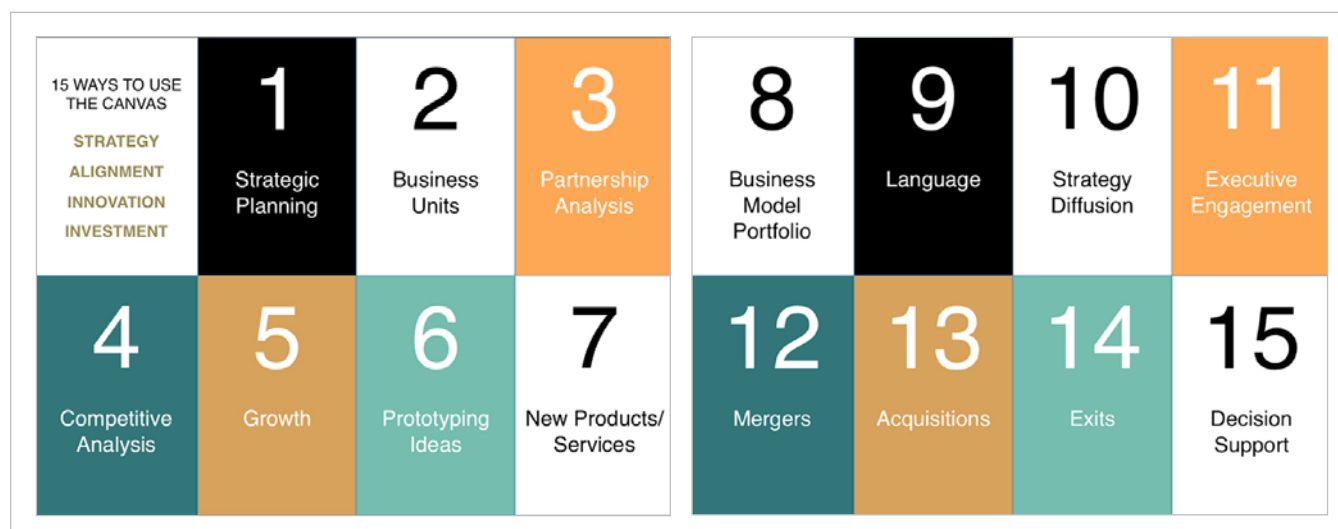 15 WAYS TO USE
THE CANVAS
STRATEGY
ALIGNMENT
INNOVATION
INVESTMENT
1
Strategic
Planning
2
Business
Units
3
Partnership
Analysis
4
Competitive
Analysis
5
Growth
6
Prototyping
Ideas
7
New Products/
Services
8
Business
Model
Portfolio
9
Language
10
Strategy
Diffusion
11
Executive
Engagement
12
Mergers
13
Acquisitions
14
Exits
15
Decision
Support